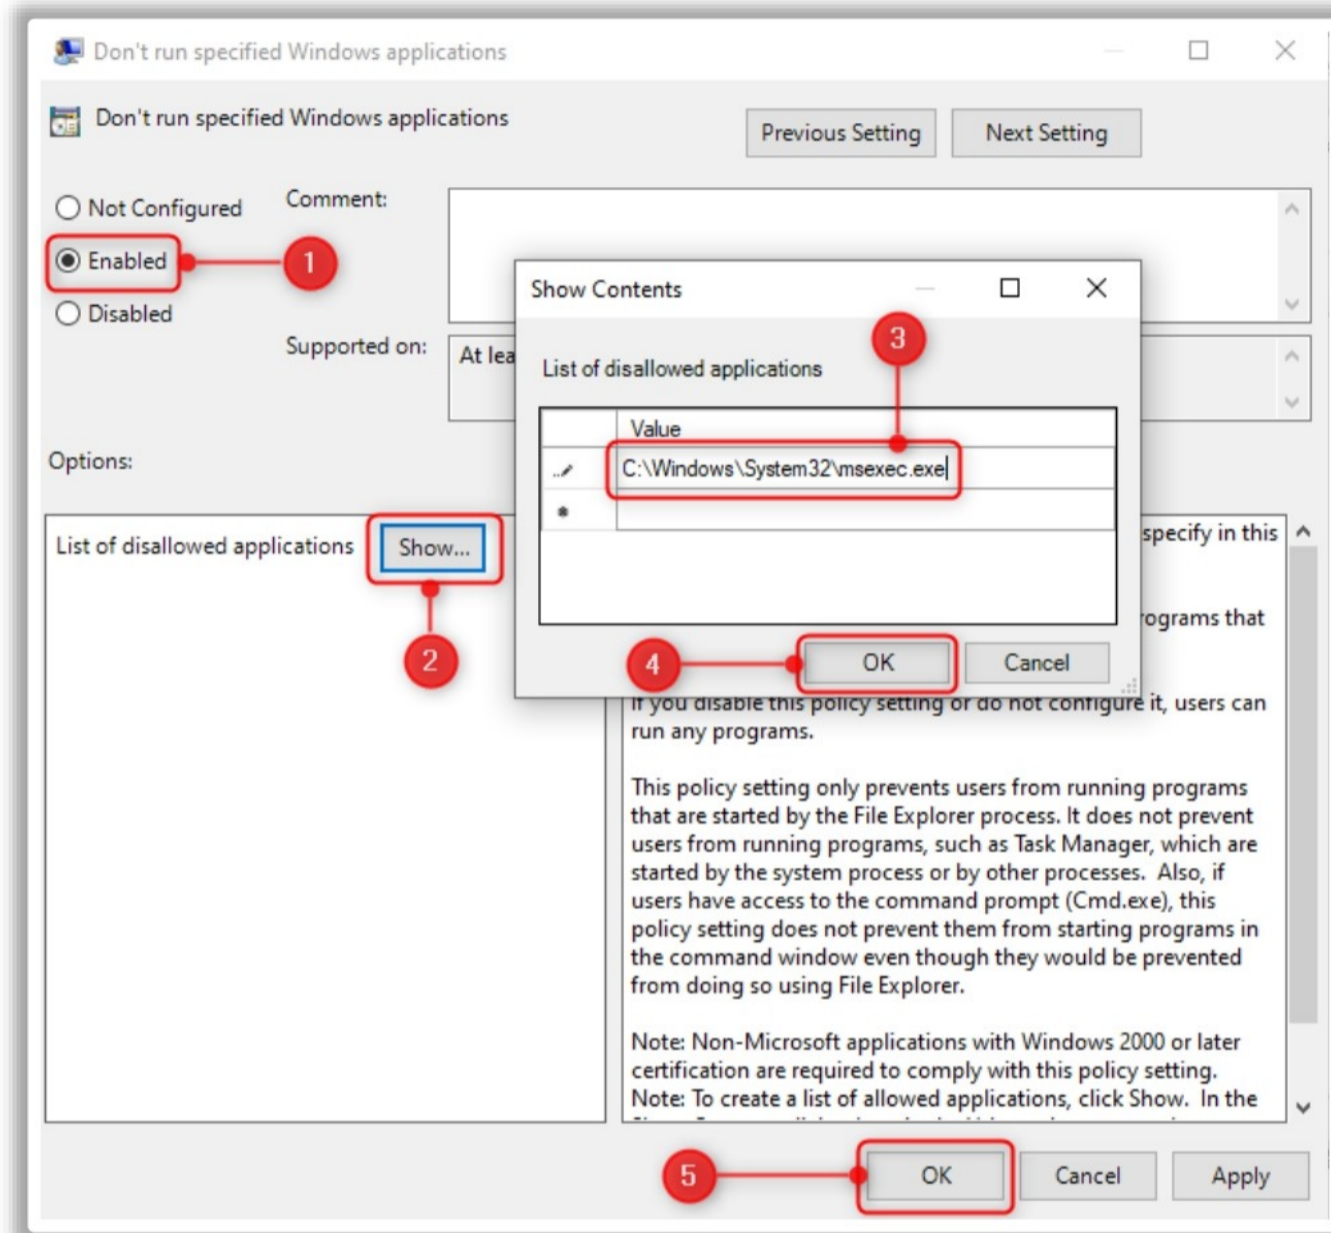 Don't run specified Windows applications
Don't run specified Windows applications
Previous Setting
Next Setting
Not Configured
Comment:
Enabled
1
Disabled
Supported on:
At lea
Show Contents
3
List of disallowed applications
Value
C:\Windows\System32\msexec.exe
Options:
List of disallowed applications
Show...
2
4
OK
Cancel
specify in this
rograms that
If you disable this policy setting or do not configure it, users can
run any programs.
This policy setting only prevents users from running programs
that are started by the File Explorer process. It does not prevent
users from running programs, such as Task Manager, which are
started by the system process or by other processes. Also, if
users have access to the command prompt (Cmd.exe), this
policy setting does not prevent them from starting programs in
the command window even though they would be prevented
from doing so using File Explorer.
Note: Non-Microsoft applications with Windows 2000 or later
certification are required to comply with this policy setting.
Note: To create a list of allowed applications, click Show. In the
5
OK
Cancel
Apply